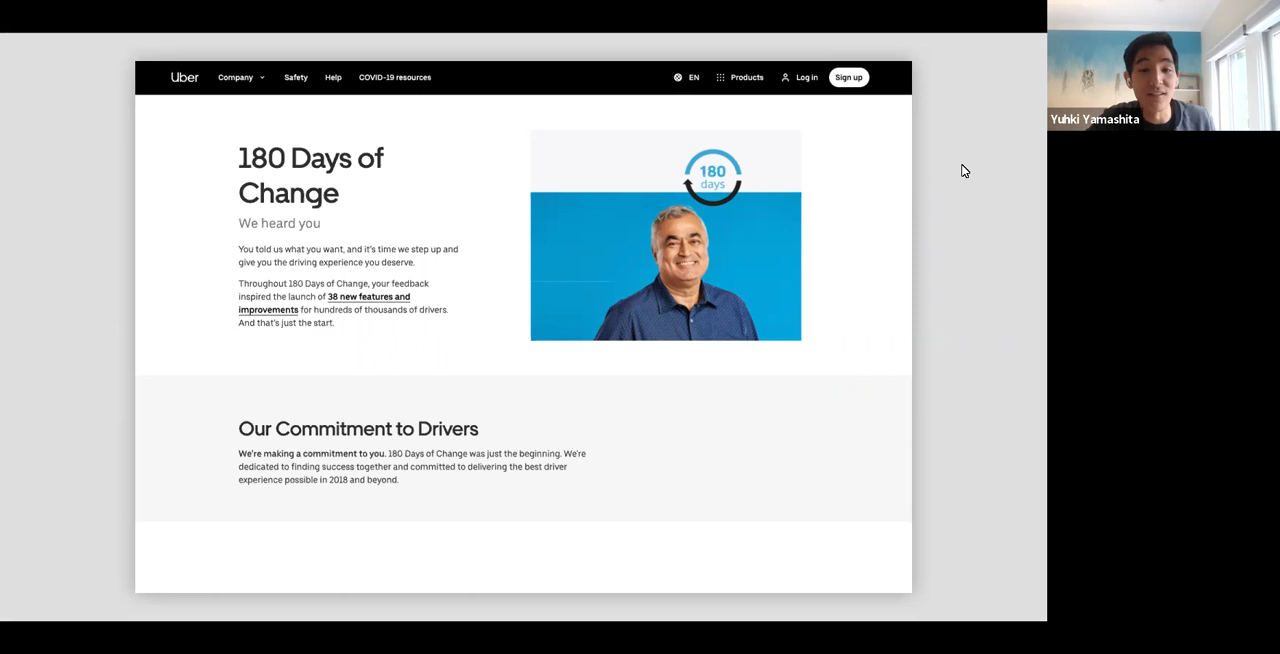 Uber
Company
Safety
Help
COVID-19 resources
EN
Products
Log in
Sign up
Yuhki Yamashita
180 Days of
Change
We heard you
You told us what you want, and it's time we step up and
give you the driving experience you deserve.
Throughout 180 Days of Change, your feedback
inspired the launch of 38 new features and
improvements for hundreds of thousands of drivers.
And that's just the start.
180
days
Our Commitment to Drivers
We're making a commitment to you. 180 Days of Change was just the beginning. We're
dedicated to finding success together and committed to delivering the best driver
experience possible in 2018 and beyond.